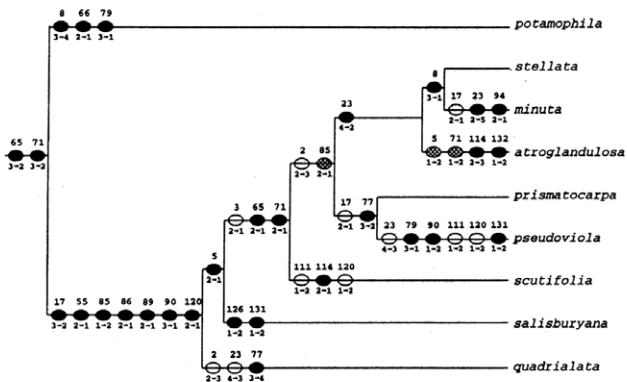 8 66 79
3-4 2-1 3-1
potamophila
stellata
8
3-1
17 23 94
2-1 2-5 2-1
minuta
23
4-2
5 71 114 132
1-2 1-2 2-3 1-2
atroglandulosa
65 71
3-2 3-2
2 85
2-3 2-1
prismatocarpa
17 77
2-1 3-2
23 79 90 111 120 131
4-3 3-1 1-2 1-2 1-2 1-2
pseudoviola
3 65 71
2-1 2-1 2-1
111 114 120
1-2 2-1 1-2
scutifolia
5
2-1
17 55 85 86 89 90 120
3-2 2-1 1-2 2-1 2-1 3-1 2-1
126 131
1-2 1-2
salisburyana
2 23 77
2-3 4-3 3-4
quadrialata